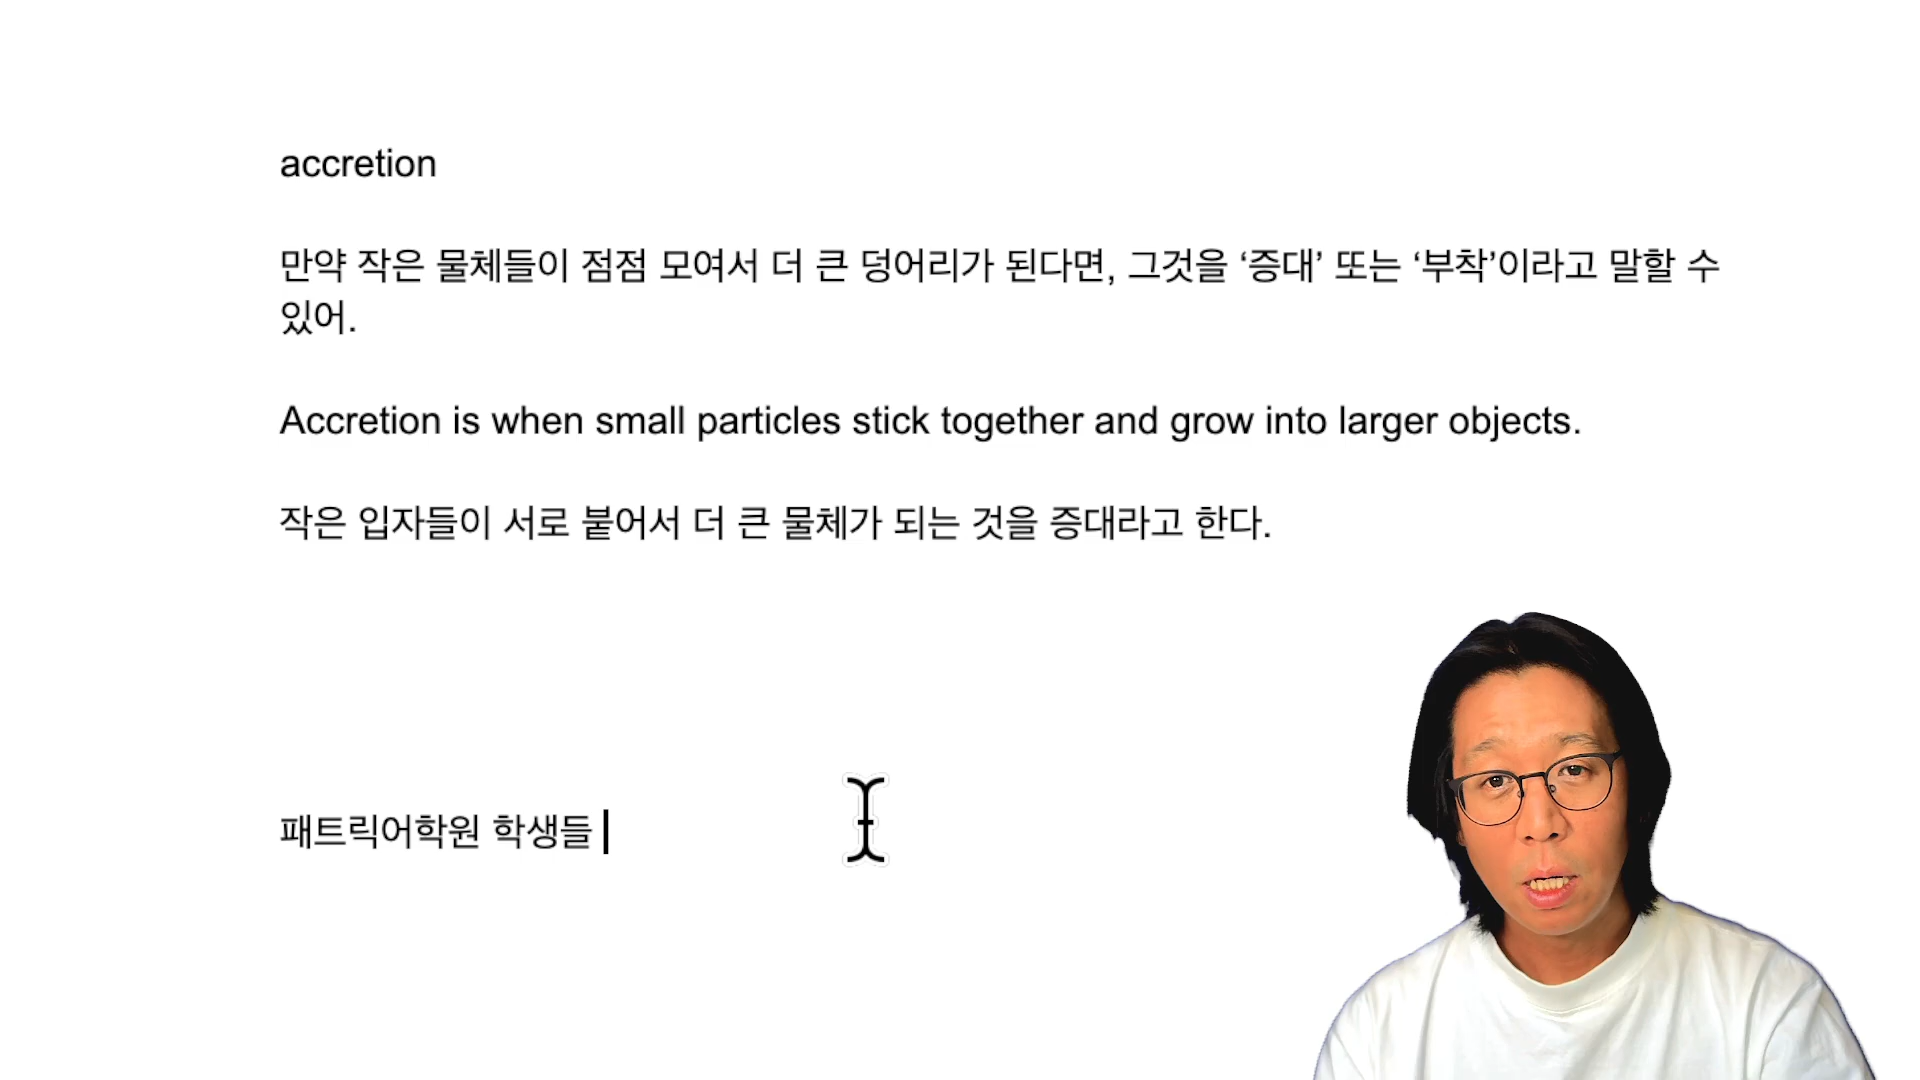 accretion
만약 작은 물체들이 점점 모여서 더 큰 덩어리가 된다면, 그것을 ‘증대’ 또는 ‘부착’이라고 말할 수
있어.
Accretion is when small particles stick together and grow into larger objects.
작은 입자들이 서로 붙어서 더 큰 물체가 되는 것을 증대라고 한다.
패트릭어학원 학생들